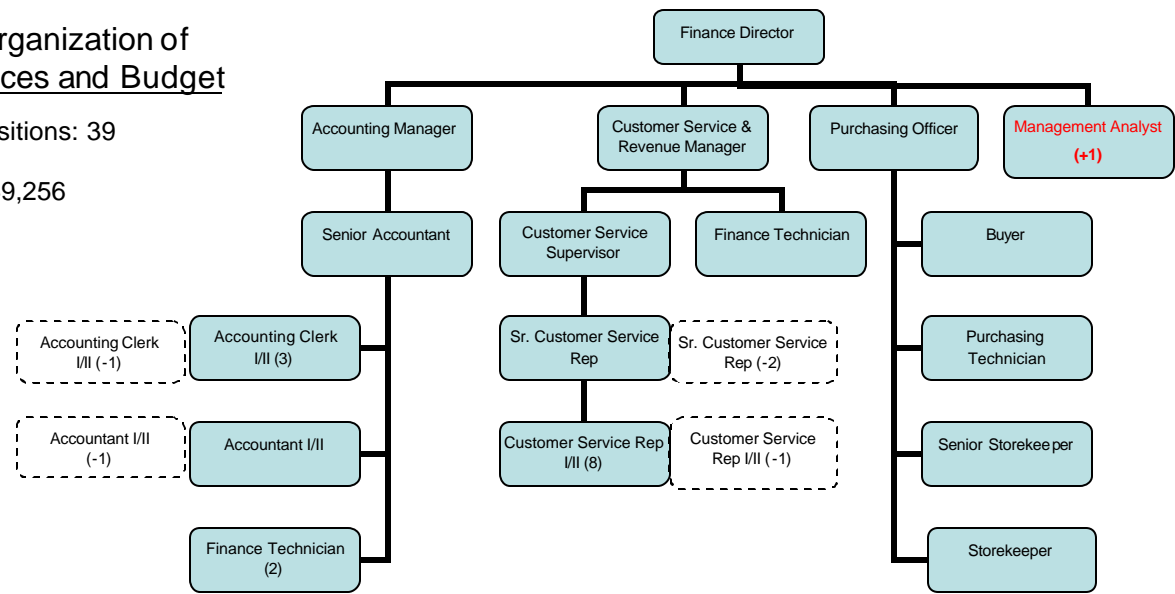 rganization of
ces and Budget
sitions: 39
9,256
Finance Director
Accounting Manager
Customer Service &
Revenue Manager
Purchasing Officer
Management Analyst
(+1)
Senior Accountant
Customer Service
Supervisor
Finance Technician
Buyer
Accounting Clerk
I/II (-1)
Accounting Clerk
I/II (3)
Sr. Customer Service
Rep
Sr. Customer Service
Rep (-2)
Purchasing
Technician
Accountant I/II
(-1)
Accountant I/II
Customer Service Rep
I/II (8)
Customer Service
Rep I/II (-1)
Senior Storekeeper
Finance Technician
(2)
Storekeeper